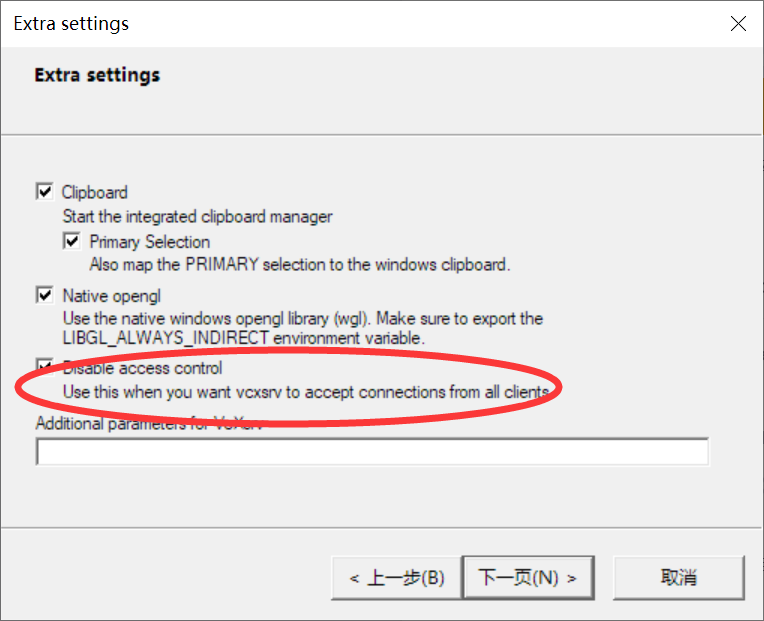 Extra settings
Extra settings
Clipboard
Start the integrated clipboard manager
Primary Selection
Also map the PRIMARY selection to the windows clipboard.
Native opengl
Use the native windows opengl library (wgl). Make sure to export the
LIBGL_ALWAYS_INDIRECT environment variable.
Disable access control
Use this when you want vcxsrv to accept connections from all clients.
Additional parameters for VcXsrv
< 上一步(B)
下一页(N) >
取消